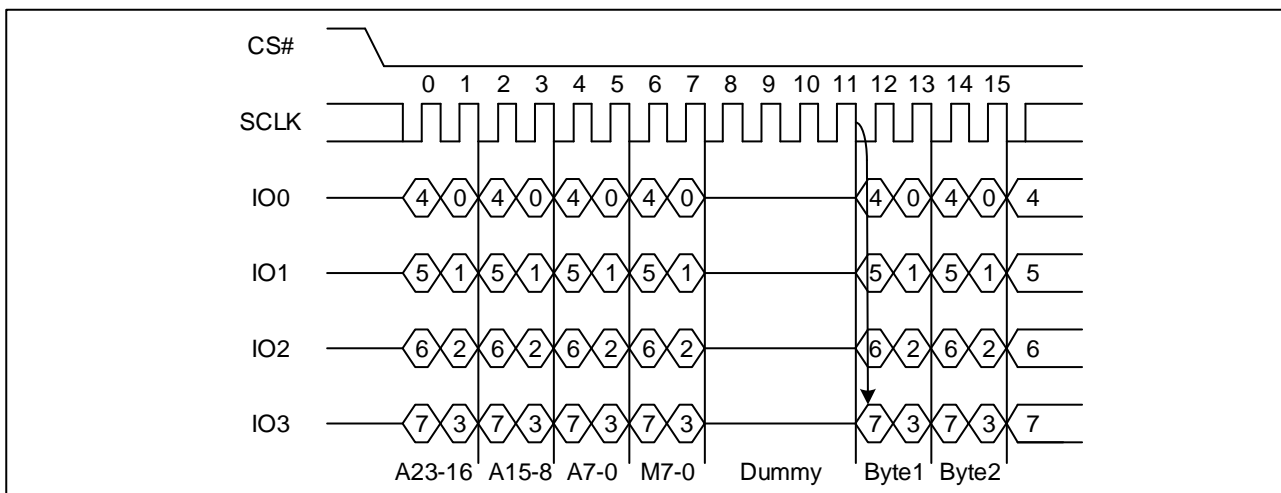 CS#
0 1 2 3 4 5 6 7 8 9 10 11 12 13 14 15
SCLK
IO0 4 0 4 0 4 0 4 0 4 0 4 0 4
IO1 5 1 5 1 5 1 5 1 5 1 5 1 5
IO2 6 2 6 2 6 2 6 2 6 2 6 2 6
IO3 7 3 7 3 7 3 7 3 7 3 7 3 7
A23-16 A15-8 A7-0 M7-0 Dummy Byte1 Byte2